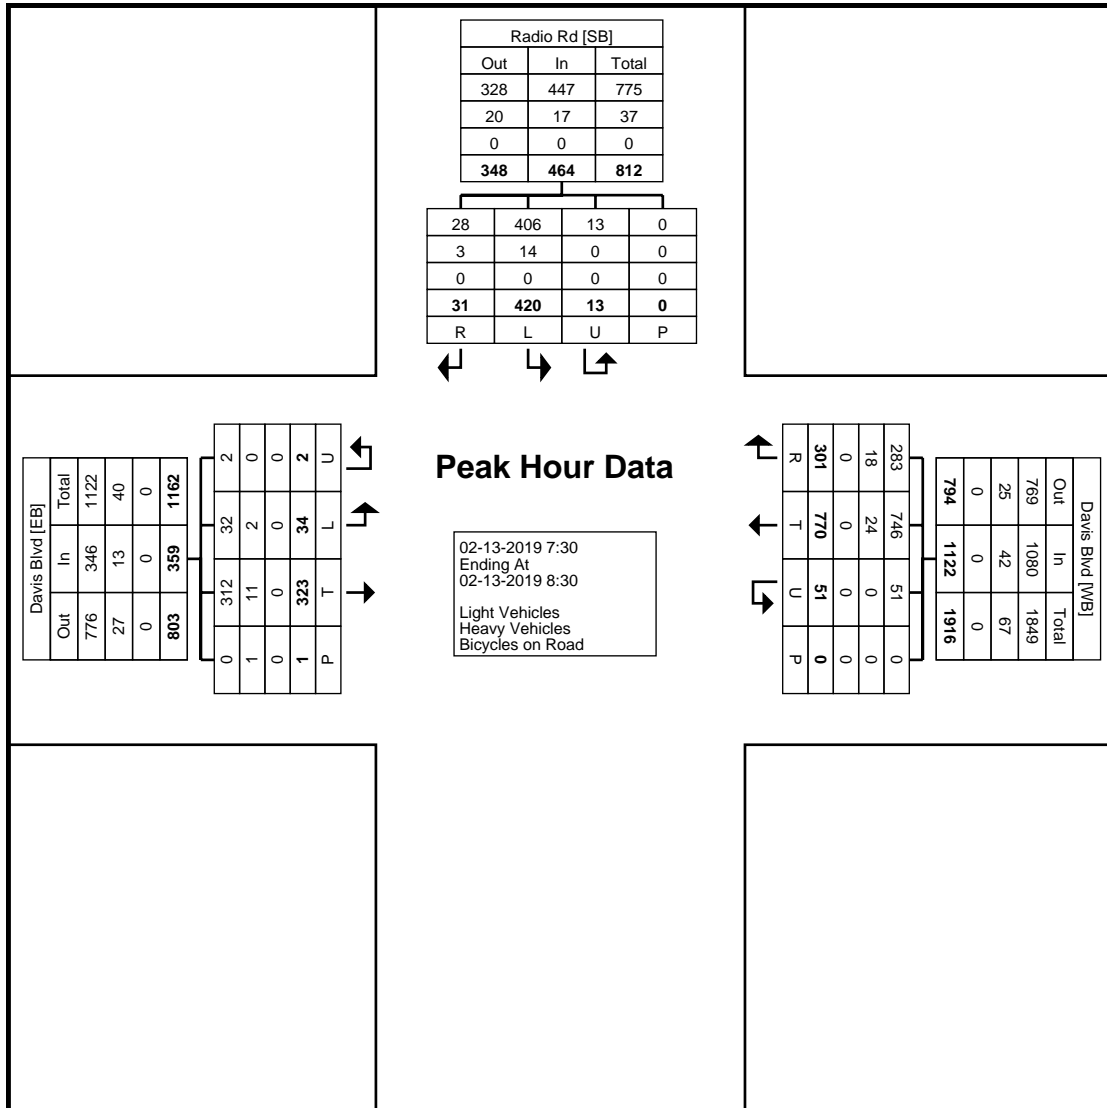 Radio Rd [SB]
Out In Total
328 447 775
20 17 37
0 0 0
348 464 812
28 406 13 0
3 14 0 0
0 0 0 0
31 420 13 0
R L U P
Peak Hour Data
02-13-2019 7:30
Ending At
02-13-2019 8:30
Light Vehicles
Heavy Vehicles
Bicycles on Road
Davis Blvd [EB]
Out In Total
776 346 1122
27 13 40
0 0 0
803 359 1162
0 312 32 2
1 11 2 0
0 0 0 0
1 323 34 2
P T L U
Davis Blvd [WB]
Out In Total
769 1080 1849
25 42 67
0 0 0
794 1122 1916
283 746 51 0
18 24 0 0
0 0 0 0
301 770 51 0
R T U P